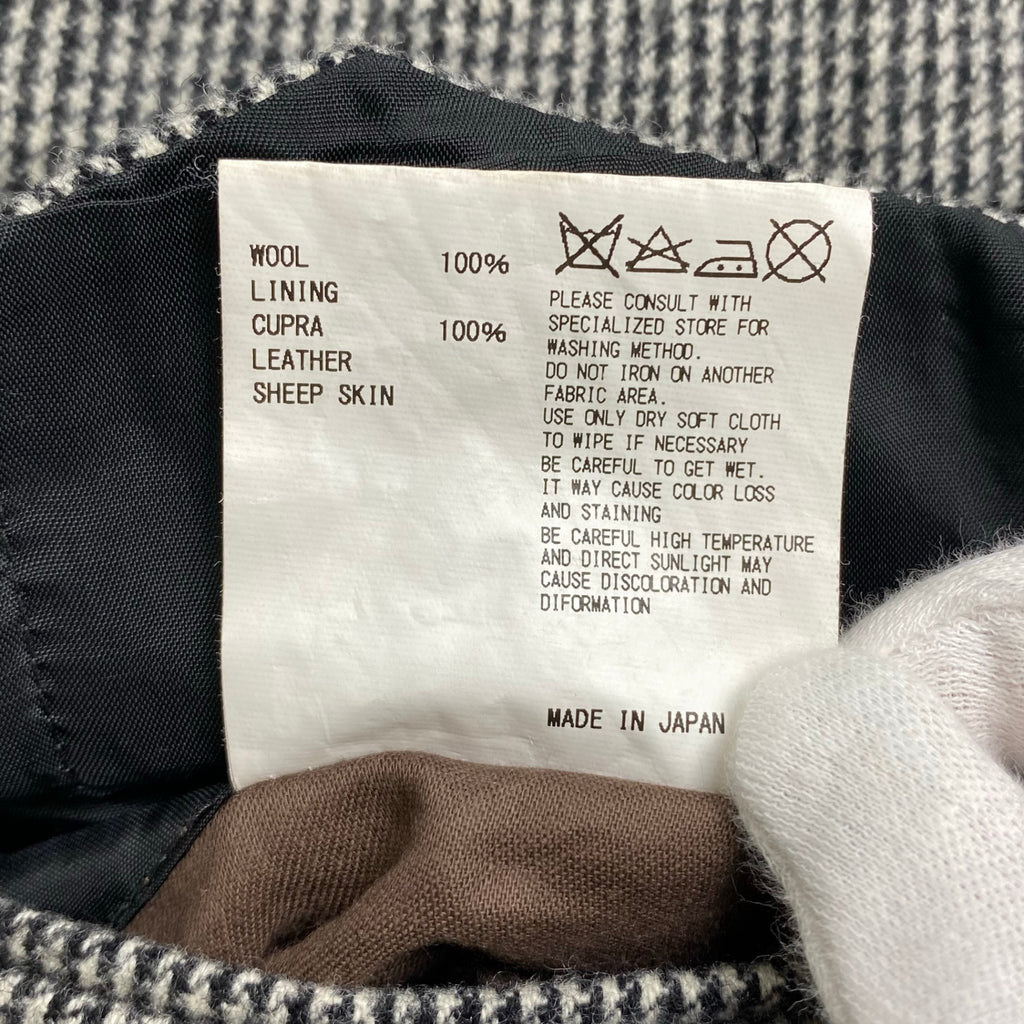 WOOL 100%
LINING
CUPRA 100%
LEATHER
SHEEP SKIN
PLEASE CONSULT WITH
SPECIALIZED STORE FOR
WASHING METHOD.
DO NOT IRON ON ANOTHER
FABRIC AREA.
USE ONLY DRY SOFT CLOTH
TO WIPE IF NECESSARY
BE CAREFUL TO GET WET.
IT WAY CAUSE COLOR LOSS
AND STAINING
BE CAREFUL HIGH TEMPERATURE
AND DIRECT SUNLIGHT MAY
CAUSE DISCOLORATION AND
DIFORMATION
MADE IN JAPAN